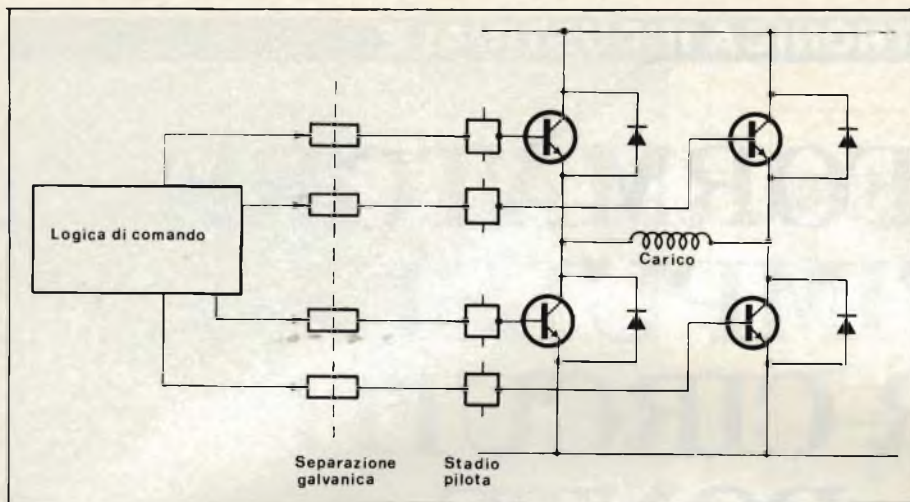 Logica di comando
Carico
Separazione
galvanica
Stadio
pilota